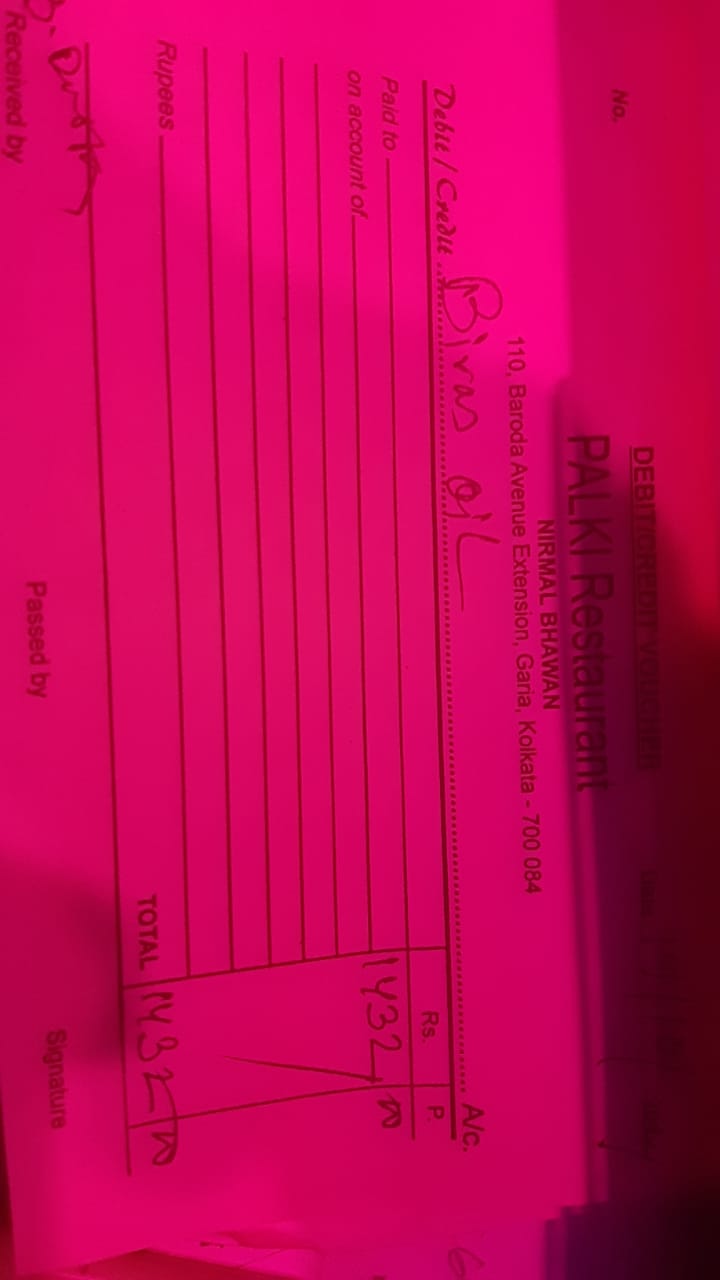 DEBIT/CREDIT VOUCHER
No.
PALKI Restaurant
NIRMAL BHAWAN
110, Baroda Avenue Extension, Garia, Kolkata - 700 084
Debit / Credit Biras oil A/c.
Rs. P.
Paid to 1432 00
on account of
Rupees
TOTAL 1432 00
Received by Passed by Signature